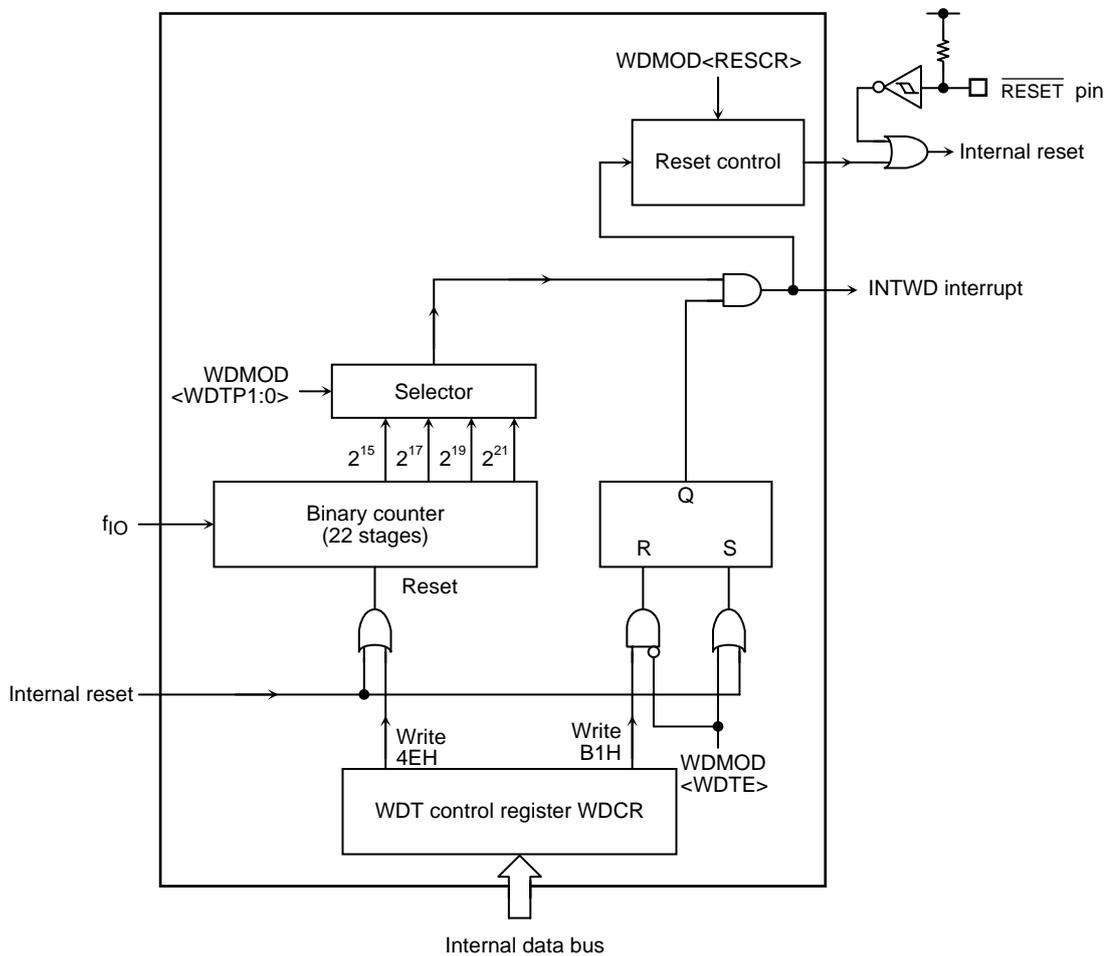 WDMOD<RESCR>
RESET pin
Reset control
Internal reset
INTWD interrupt
WDMOD
<WDTP1:0>
Selector
2^15 2^17 2^19 2^21
fIO
Binary counter
(22 stages)
Q
R S
Reset
Internal reset
Write
4EH
Write
B1H
WDMOD
<WDTE>
WDT control register WDCR
Internal data bus